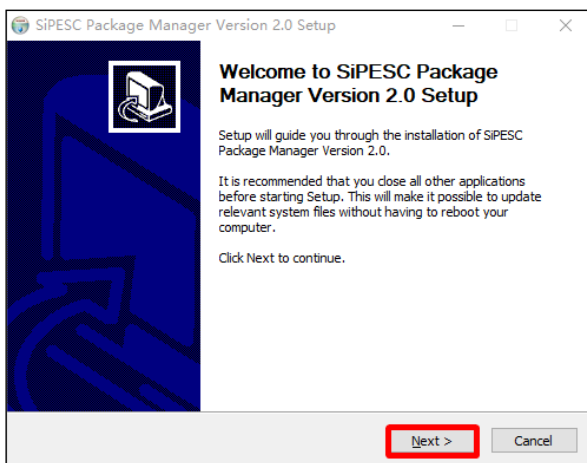 SiPESC Package Manager Version 2.0 Setup
Welcome to SiPESC Package
Manager Version 2.0 Setup
Setup will guide you through the installation of SiPESC
Package Manager Version 2.0.
It is recommended that you close all other applications
before starting Setup. This will make it possible to update
relevant system files without having to reboot your
computer.
Click Next to continue.
Next >
Cancel